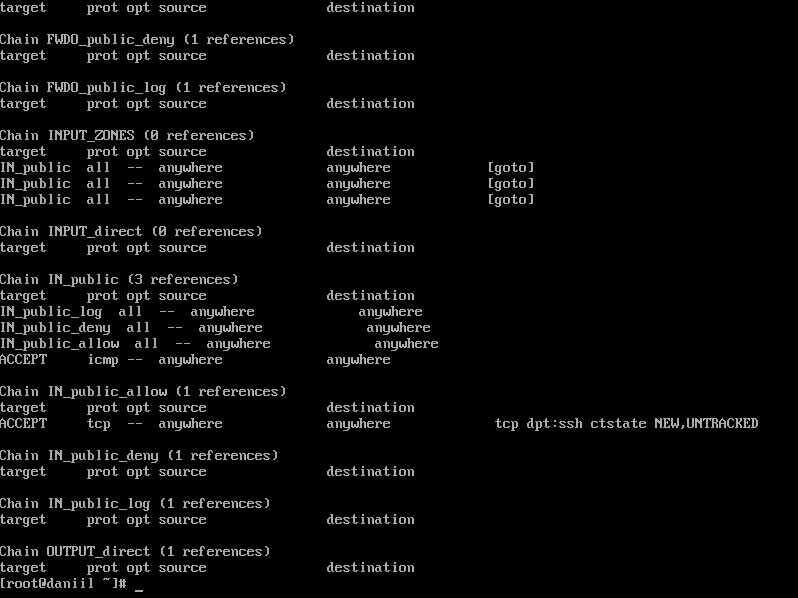 target     prot opt source               destination

Chain FWDO_public_deny (1 references)
target     prot opt source               destination

Chain FWDO_public_log (1 references)
target     prot opt source               destination

Chain INPUT_ZONES (0 references)
target     prot opt source               destination
IN_public  all  --  anywhere             anywhere            [goto]
IN_public  all  --  anywhere             anywhere            [goto]
IN_public  all  --  anywhere             anywhere            [goto]

Chain INPUT_direct (0 references)
target     prot opt source               destination

Chain IN_public (3 references)
target     prot opt source               destination
IN_public_log  all  --  anywhere             anywhere
IN_public_deny  all  --  anywhere             anywhere
IN_public_allow  all  --  anywhere             anywhere
ACCEPT     icmp --  anywhere             anywhere

Chain IN_public_allow (1 references)
target     prot opt source               destination
ACCEPT     tcp  --  anywhere             anywhere             tcp dpt:ssh ctstate NEW,UNTRACKED

Chain IN_public_deny (1 references)
target     prot opt source               destination

Chain IN_public_log (1 references)
target     prot opt source               destination

Chain OUTPUT_direct (1 references)
target     prot opt source               destination
[root@daniil ~]# _